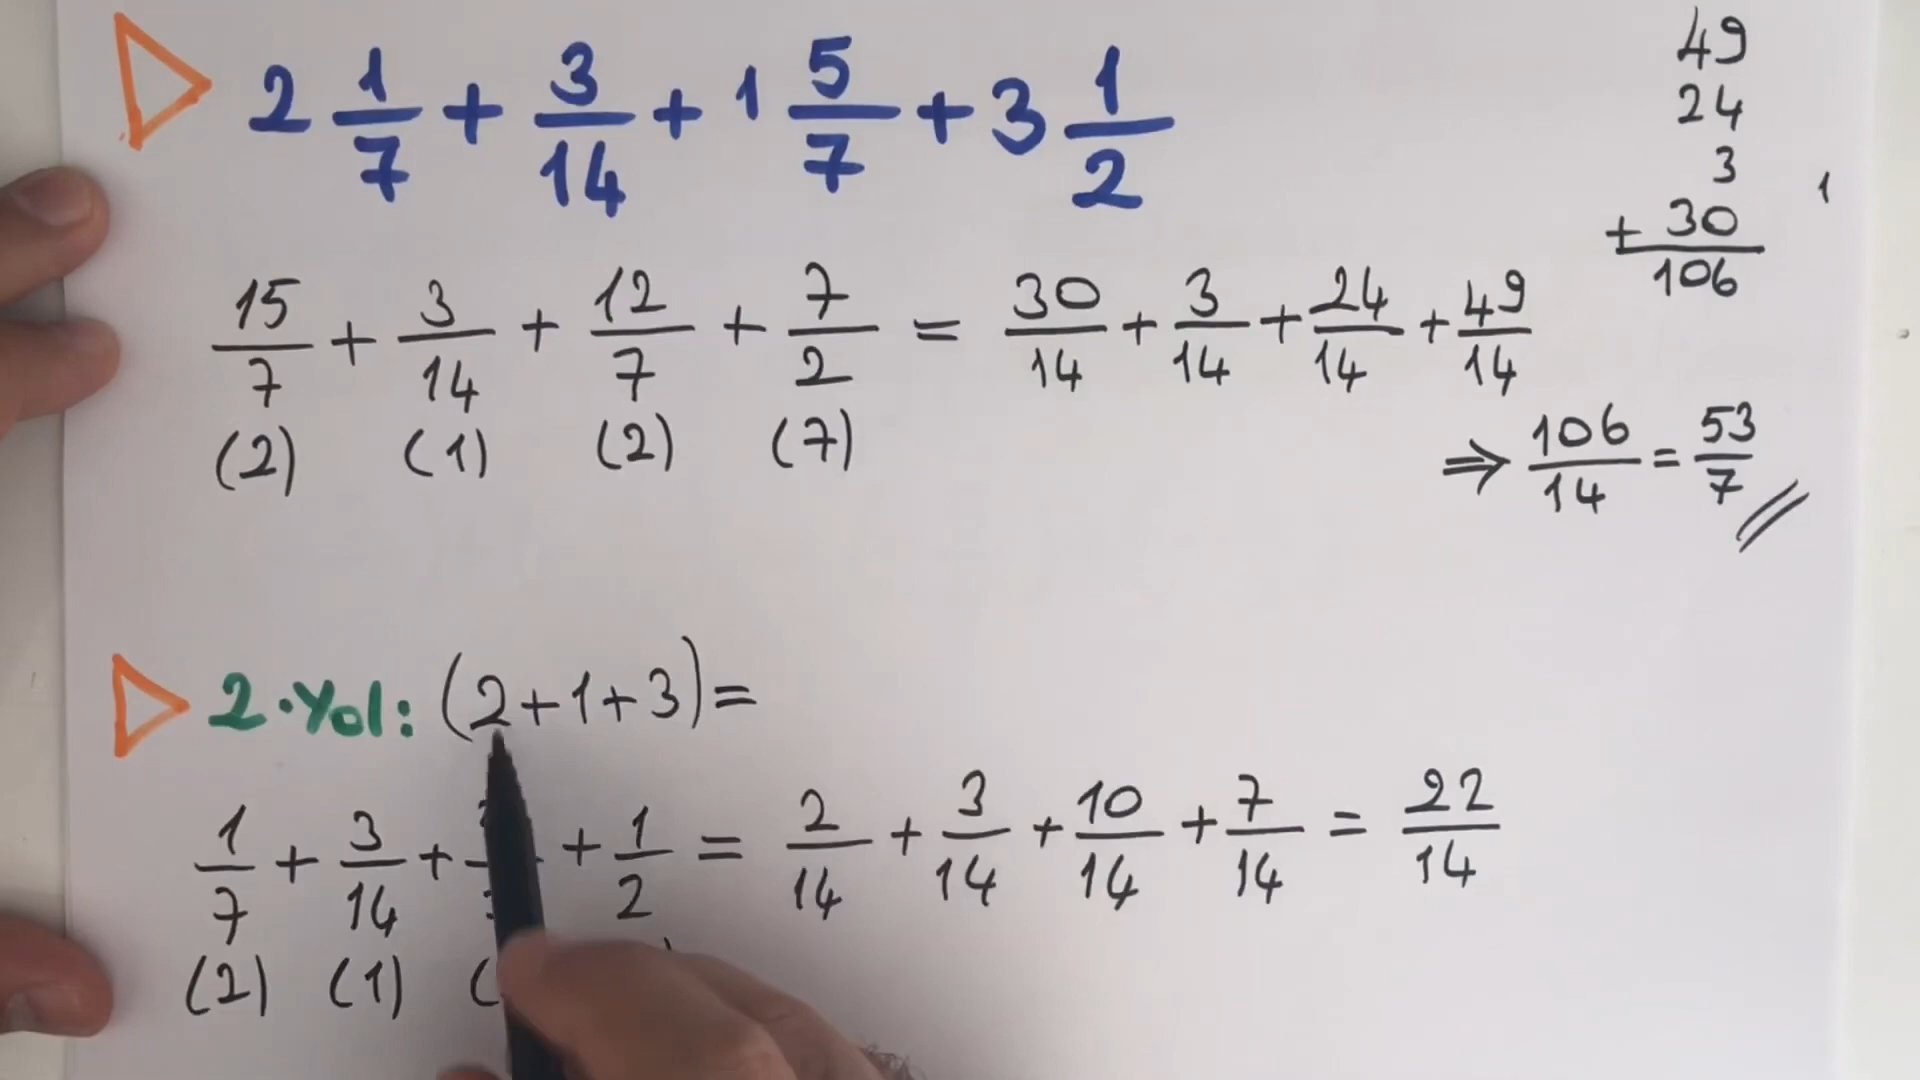 2 1/7 + 3/14 + 1 5/7 + 3 1/2
49
24
3
1
+ 30
106
15/7 + 3/14 + 12/7 + 7/2 = 30/14 + 3/14 + 24/14 + 49/14
(2) (1) (2) (7)
⇒ 106/14 = 53/7 //
2.Yol: (2+1+3)=
1/7 + 3/14 + + 1/2 = 2/14 + 3/14 + 10/14 + 7/14 = 22/14
(2) (1) (